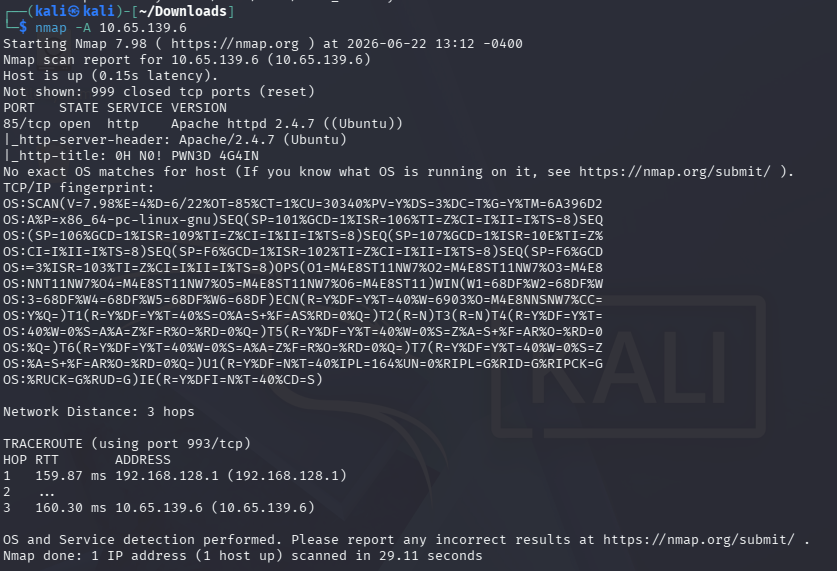 ┌──(kali㉿kali)-[~/Downloads]
└─$ nmap -A 10.65.139.6
Starting Nmap 7.98 ( https://nmap.org ) at 2026-06-22 13:12 -0400
Nmap scan report for 10.65.139.6 (10.65.139.6)
Host is up (0.15s latency).
Not shown: 999 closed tcp ports (reset)
PORT   STATE SERVICE VERSION
85/tcp open  http    Apache httpd 2.4.7 ((Ubuntu))
|_http-server-header: Apache/2.4.7 (Ubuntu)
|_http-title: 0H N0! PWN3D 4G4IN
No exact OS matches for host (If you know what OS is running on it, see https://nmap.org/submit/ ).
TCP/IP fingerprint:
OS:SCAN(V=7.98%E=4%D=6/22%OT=85%CT=1%CU=30340%PV=Y%DS=3%DC=T%G=Y%TM=6A396D2
OS:A%P=x86_64-pc-linux-gnu)SEQ(SP=101%GCD=1%ISR=106%TI=Z%CI=I%II=I%TS=8)SEQ
OS:(SP=106%GCD=1%ISR=109%TI=Z%CI=I%II=I%TS=8)SEQ(SP=107%GCD=1%ISR=10E%TI=Z%
OS:CI=I%II=I%TS=8)SEQ(SP=F6%GCD=1%ISR=102%TI=Z%CI=I%II=I%TS=8)SEQ(SP=F6%GCD
OS:=3%ISR=103%TI=Z%CI=I%II=I%TS=8)OPS(O1=M4E8ST11NW7%O2=M4E8ST11NW7%O3=M4E8
OS:NNT11NW7%O4=M4E8ST11NW7%O5=M4E8ST11NW7%O6=M4E8ST11)WIN(W1=68DF%W2=68DF%W
OS:3=68DF%W4=68DF%W5=68DF%W6=68DF)ECN(R=Y%DF=Y%T=40%W=6903%O=M4E8NNSNW7%CC=
OS:Y%Q=)T1(R=Y%DF=Y%T=40%S=O%A=S+%F=AS%RD=0%Q=)T2(R=N)T3(R=N)T4(R=Y%DF=Y%T=
OS:40%W=0%S=A%A=Z%F=R%O=%RD=0%Q=)T5(R=Y%DF=Y%T=40%W=0%S=Z%A=S+%F=AR%O=%RD=0
OS:%Q=)T6(R=Y%DF=Y%T=40%W=0%S=A%A=Z%F=R%O=%RD=0%Q=)T7(R=Y%DF=Y%T=40%W=0%S=Z
OS:%A=S+%F=AR%O=%RD=0%Q=)U1(R=Y%DF=N%T=40%IPL=164%UN=0%RIPL=G%RID=G%RIPCK=G
OS:%RUCK=G%RUD=G)IE(R=Y%DFI=N%T=40%CD=S)
Network Distance: 3 hops
TRACEROUTE (using port 993/tcp)
HOP RTT       ADDRESS
1   159.87 ms 192.168.128.1 (192.168.128.1)
2   ...
3   160.30 ms 10.65.139.6 (10.65.139.6)
OS and Service detection performed. Please report any incorrect results at https://nmap.org/submit/ .
Nmap done: 1 IP address (1 host up) scanned in 29.11 seconds
KALI